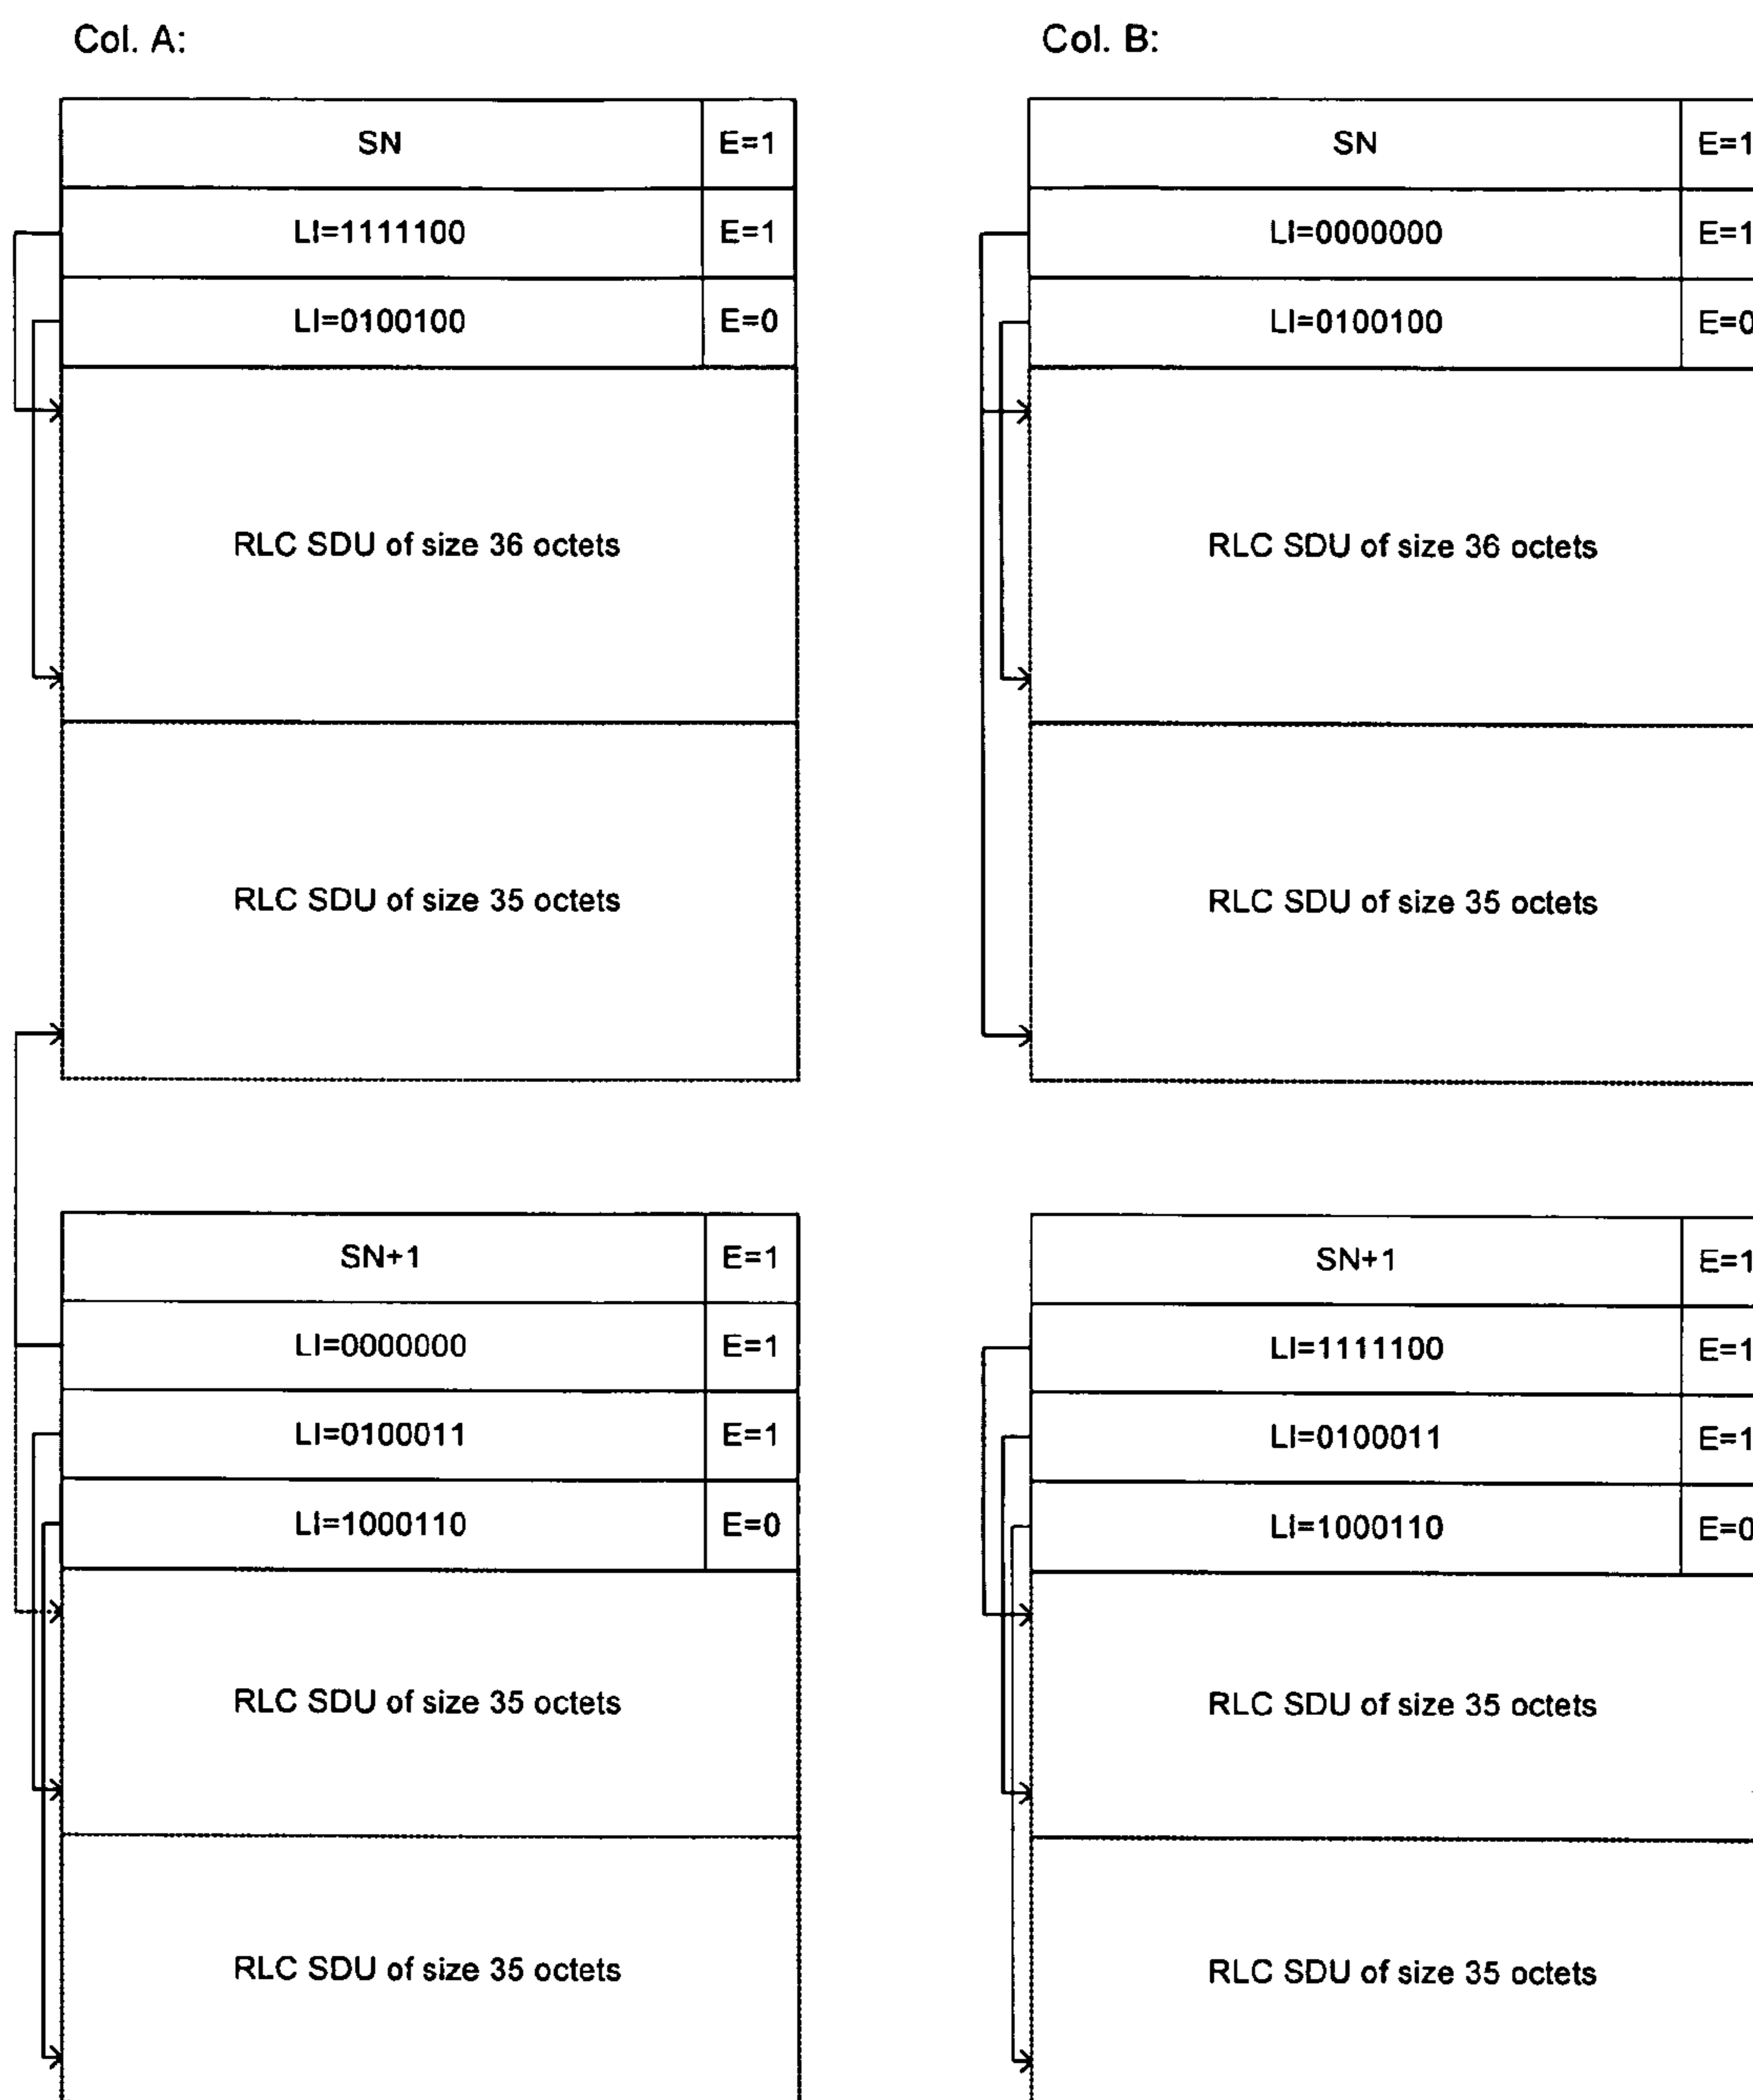 Col. A:
SN E=1
LI=1111100 E=1
LI=0100100 E=0
RLC SDU of size 36 octets
RLC SDU of size 35 octets
SN+1 E=1
LI=0000000 E=1
LI=0100011 E=1
LI=1000110 E=0
RLC SDU of size 35 octets
RLC SDU of size 35 octets
Col. B:
SN E=1
LI=0000000 E=1
LI=0100100 E=0
RLC SDU of size 36 octets
RLC SDU of size 35 octets
SN+1 E=1
LI=1111100 E=1
LI=0100011 E=1
LI=1000110 E=0
RLC SDU of size 35 octets
RLC SDU of size 35 octets